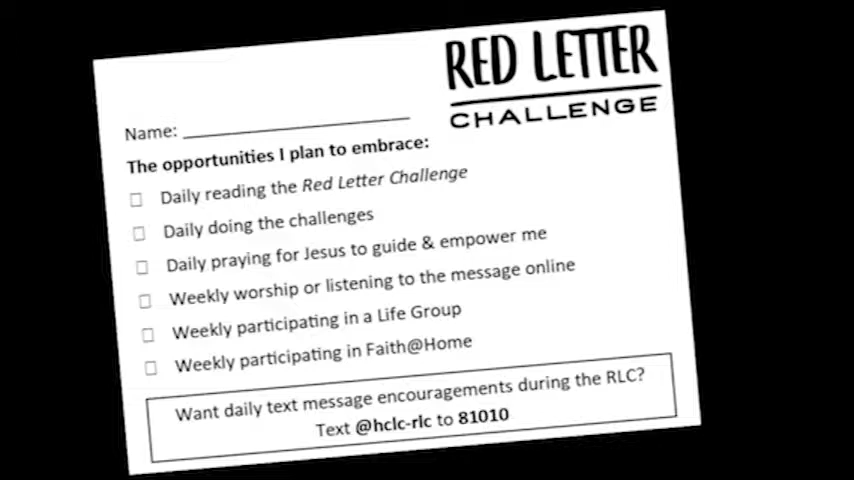 RED LETTER
CHALLENGE
Name: ____________________
The opportunities I plan to embrace:
☐ Daily reading the Red Letter Challenge
☐ Daily doing the challenges
☐ Daily praying for Jesus to guide & empower me
☐ Weekly worship or listening to the message online
☐ Weekly participating in a Life Group
☐ Weekly participating in Faith@Home
Want daily text message encouragements during the RLC?
Text @hclc-rlc to 81010